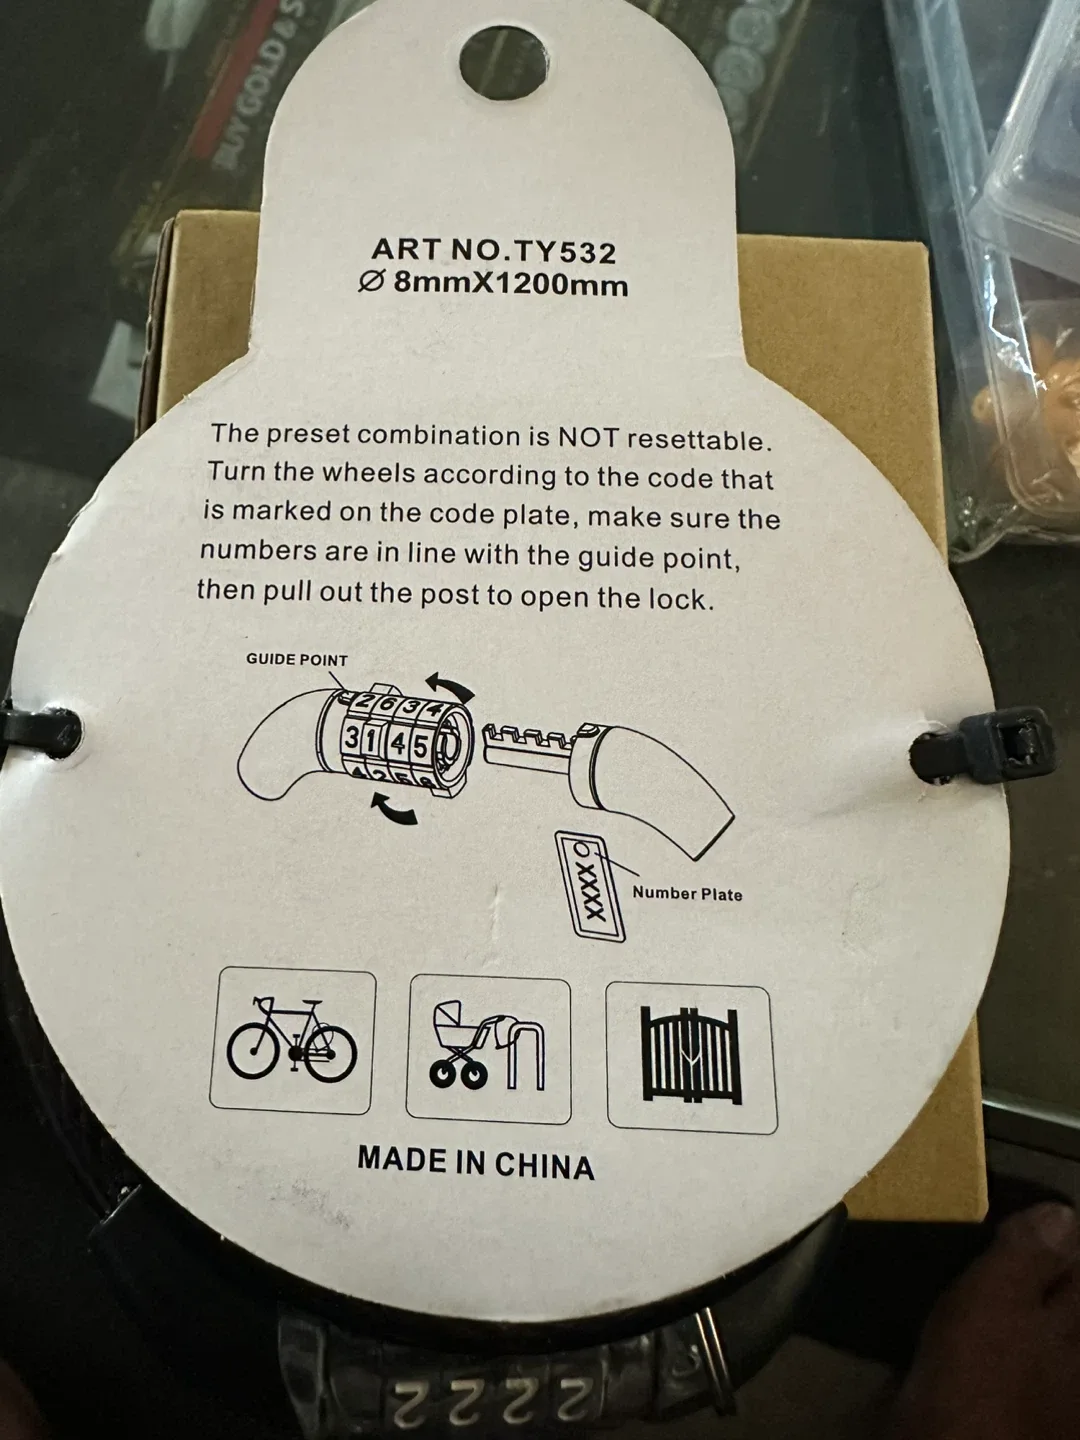 BUY GOLD & S
ART NO.TY532
Ø 8mmX1200mm
The preset combination is NOT resettable.
Turn the wheels according to the code that
is marked on the code plate, make sure the
numbers are in line with the guide point,
then pull out the post to open the lock.
GUIDE POINT
2634
3145
XXXX
Number Plate
MADE IN CHINA
2222